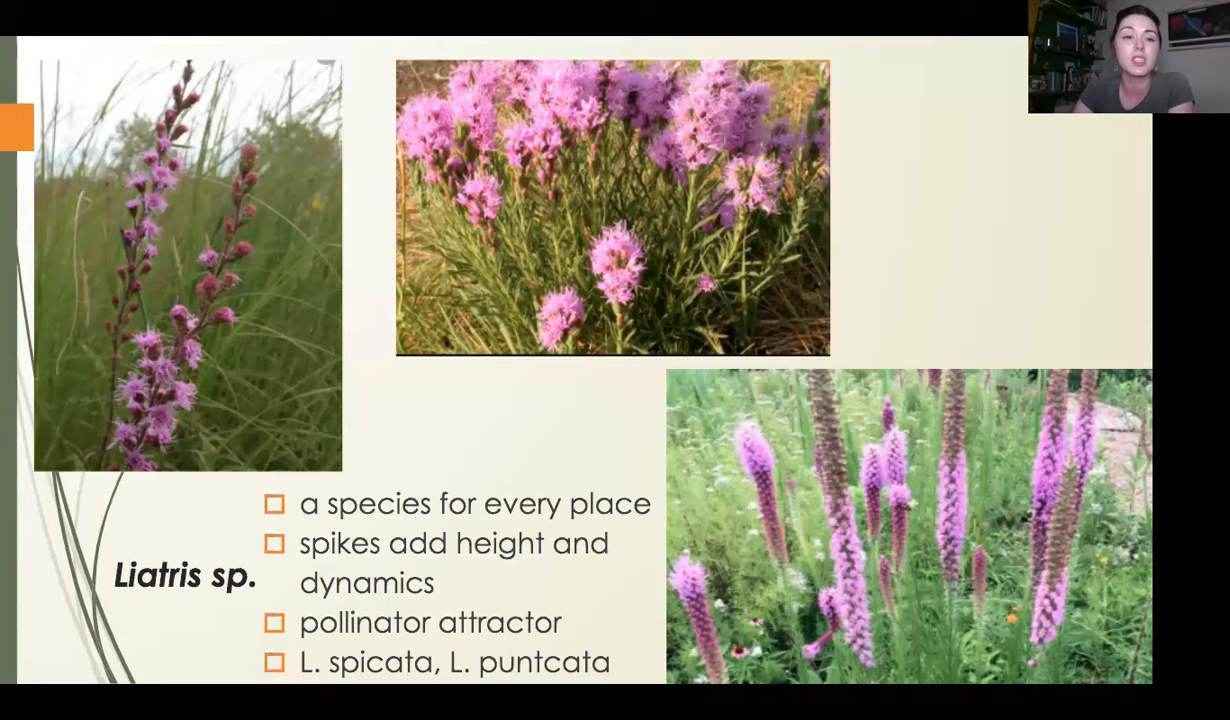 Liatris sp.
a species for every place
spikes add height and
dynamics
pollinator attractor
L. spicata, L. puntcata